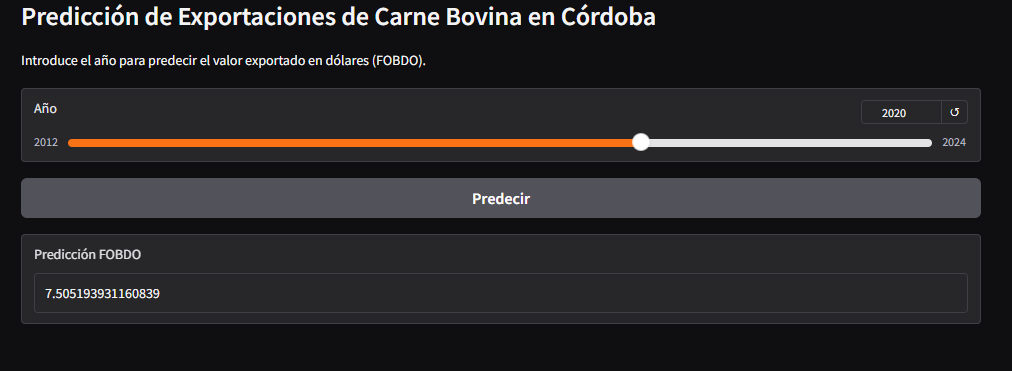 Predicción de Exportaciones de Carne Bovina en Córdoba
Introduce el año para predecir el valor exportado en dólares (FOBDO).
Año
2020 ↺
2012 2024
Predecir
Predicción FOBDO
7.505193931160839